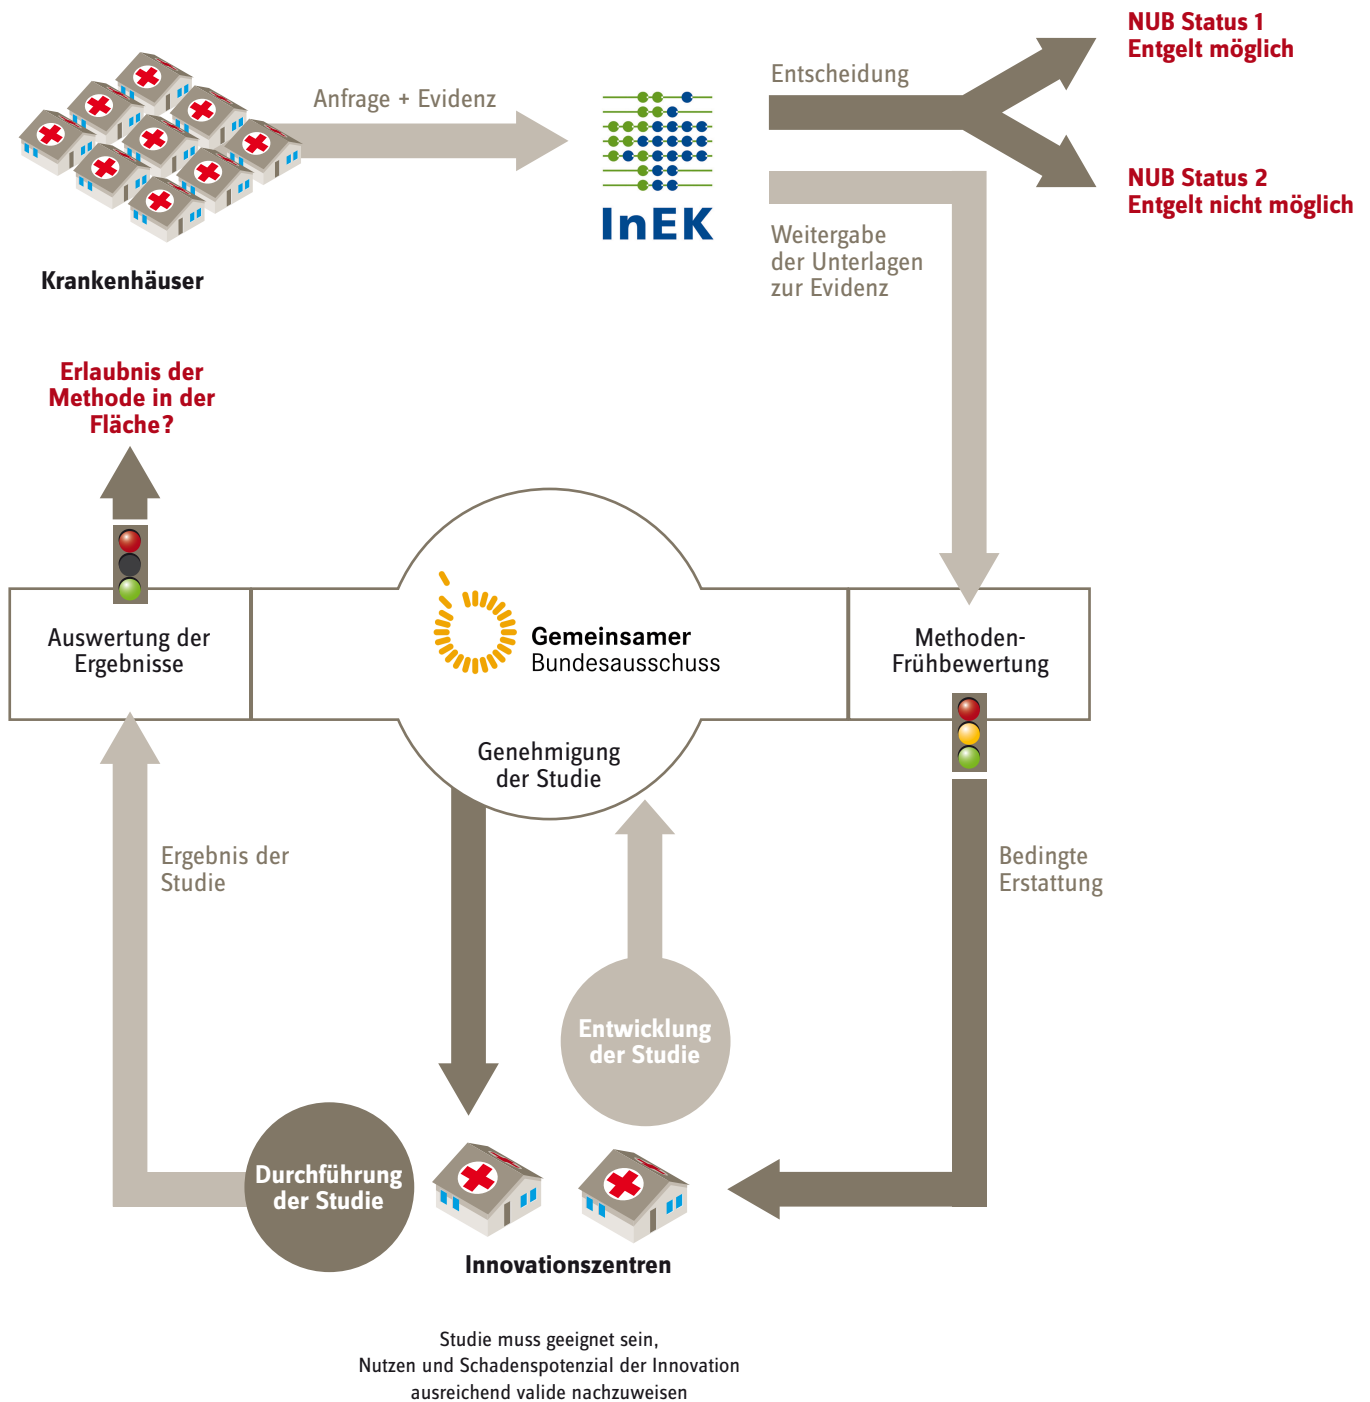 NUB Status 1
Entgelt möglich
Entscheidung
Anfrage + Evidenz
NUB Status 2
Entgelt nicht möglich
InEK
Weitergabe
der Unterlagen
zur Evidenz
Krankenhäuser
Erlaubnis der
Methode in der
Fläche?
Auswertung der
Ergebnisse
Gemeinsamer
Bundesausschuss
Methoden-
Frühbewertung
Genehmigung
der Studie
Ergebnis der
Studie
Bedingte
Erstattung
Entwicklung
der Studie
Durchführung
der Studie
Innovationszentren
Studie muss geeignet sein,
Nutzen und Schadenspotenzial der Innovation
ausreichend valide nachzuweisen